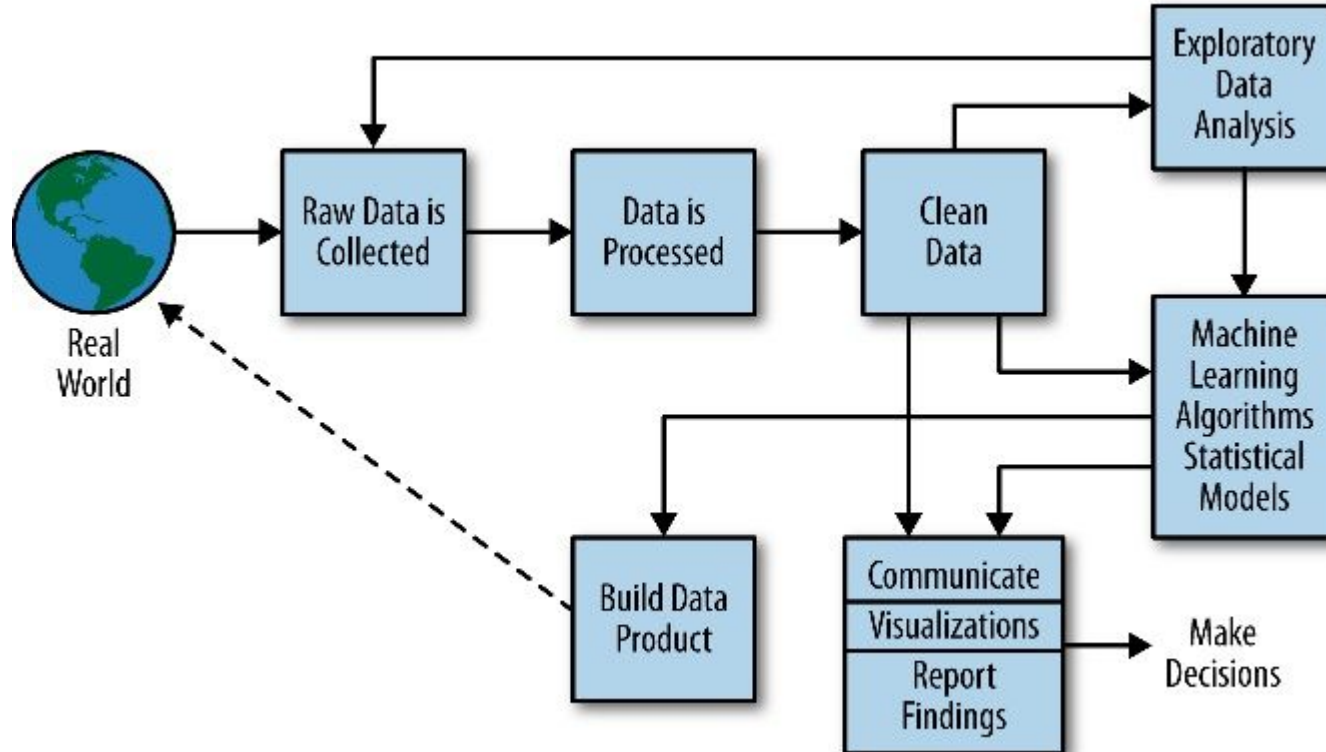 Exploratory
Data
Analysis
Raw Data is
Collected
Data is
Processed
Clean
Data
Real
World
Machine
Learning
Algorithms
Statistical
Models
Build Data
Product
Communicate
Visualizations
Report
Findings
Make
Decisions